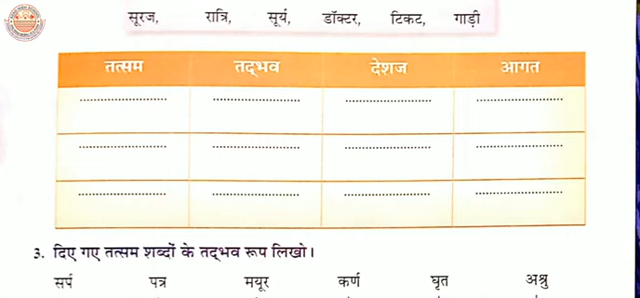 सूरज, रात्रि, सूर्य, डॉक्टर, टिकट, गाड़ी
तत्सम तद्भव देशज आगत
3. दिए गए तत्सम शब्दों के तद्भव रूप लिखो।
सर्प पत्र मयूर कर्ण घृत अश्रु